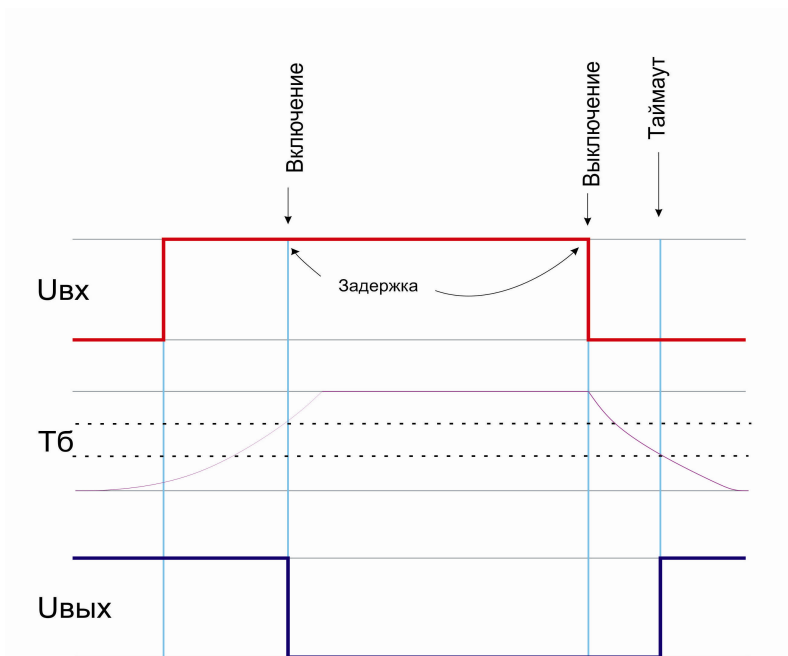 Включение
Выключение
Таймаут
Uвх
Задержка
Тб
Uвых